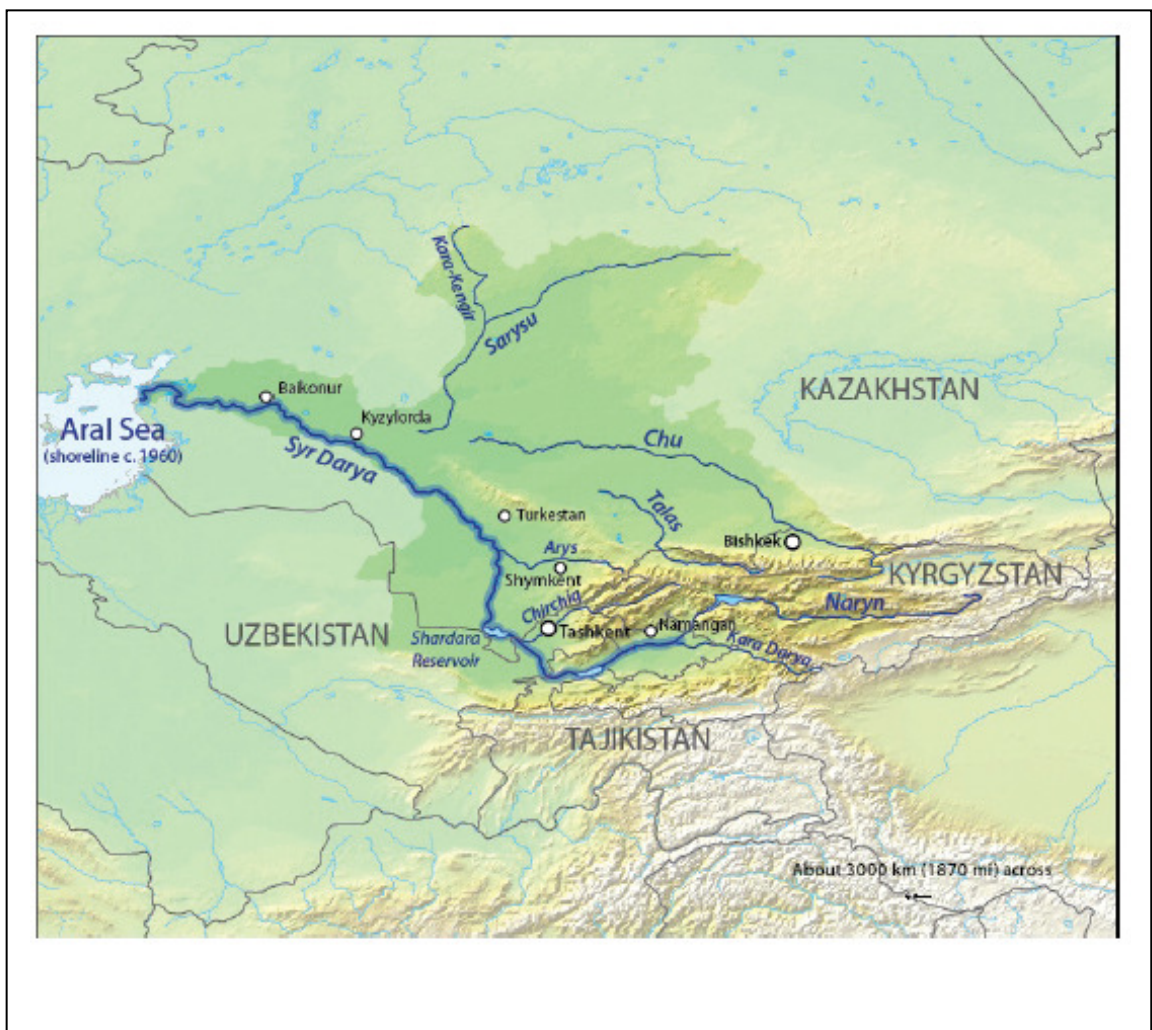 Kara-Kengir
Sarysu
Baikonur
KAZAKHSTAN
Kyzylorda
Aral Sea
(shoreline c. 1960)
Syr Darya
Chu
Talas
Turkestan
Bishkek
Arys
Shymkent
KYRGYZSTAN
Chirchiq
Naryn
UZBEKISTAN
Tashkent
Namangan
Shardara
Reservoir
Kara Darya
TAJIKISTAN
About 3000 km (1870 mi) across